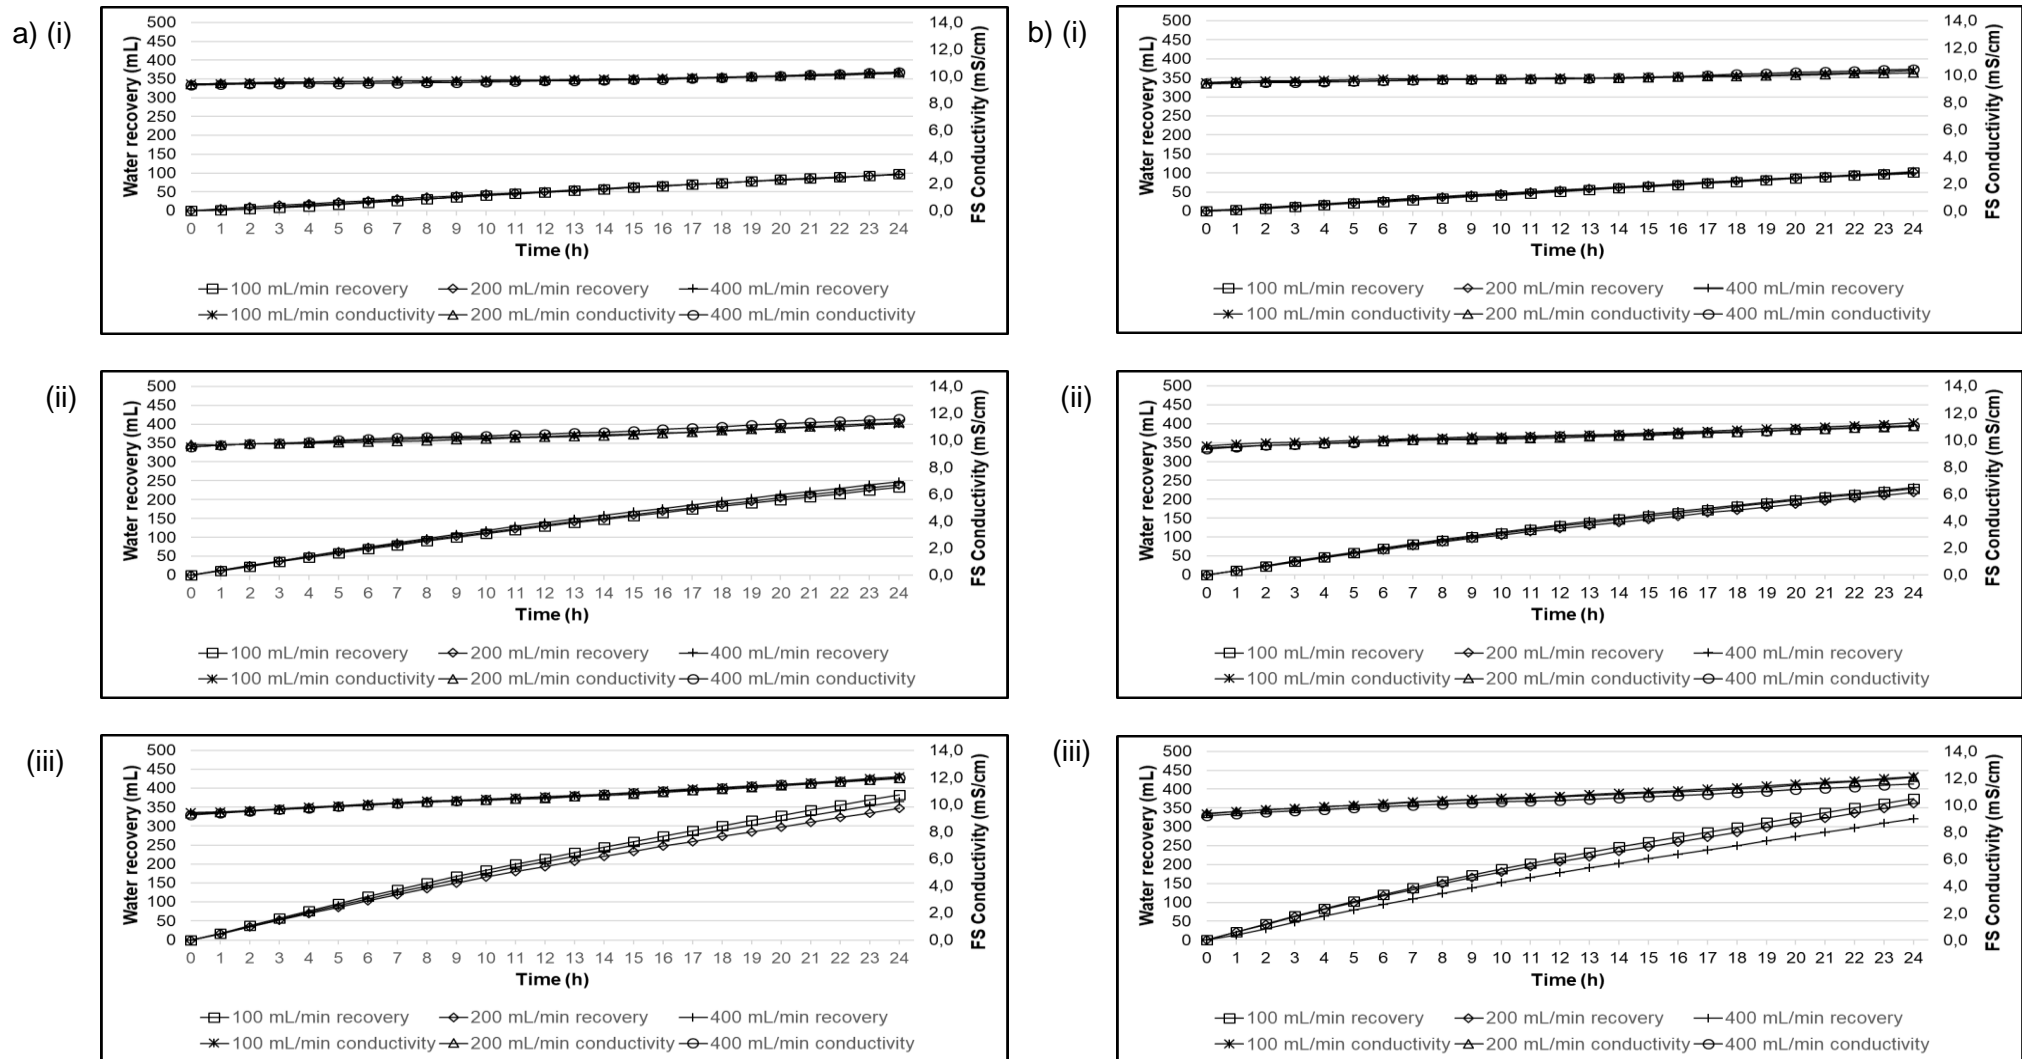 a) (i)
500
450
400
350
300
250
200
150
100
50
0
Water recovery (mL)
14,0
12,0
10,0
8,0
6,0
4,0
2,0
0,0
FS Conductivity (mS/cm)
0 1 2 3 4 5 6 7 8 9 10 11 12 13 14 15 16 17 18 19 20 21 22 23 24
Time (h)
100 mL/min recovery 200 mL/min recovery 400 mL/min recovery
100 mL/min conductivity 200 mL/min conductivity 400 mL/min conductivity
b) (i)
500
450
400
350
300
250
200
150
100
50
0
Water recovery (mL)
14,0
12,0
10,0
8,0
6,0
4,0
2,0
0,0
FS Conductivity (mS/cm)
0 1 2 3 4 5 6 7 8 9 10 11 12 13 14 15 16 17 18 19 20 21 22 23 24
Time (h)
100 mL/min recovery 200 mL/min recovery 400 mL/min recovery
100 mL/min conductivity 200 mL/min conductivity 400 mL/min conductivity
(ii)
500
450
400
350
300
250
200
150
100
50
0
Water recovery (mL)
14,0
12,0
10,0
8,0
6,0
4,0
2,0
0,0
FS Conductivity (mS/cm)
0 1 2 3 4 5 6 7 8 9 10 11 12 13 14 15 16 17 18 19 20 21 22 23 24
Time (h)
100 mL/min recovery 200 mL/min recovery 400 mL/min recovery
100 mL/min conductivity 200 mL/min conductivity 400 mL/min conductivity
(ii)
500
450
400
350
300
250
200
150
100
50
0
Water recovery (mL)
14,0
12,0
10,0
8,0
6,0
4,0
2,0
0,0
FS Conductivity (mS/cm)
0 1 2 3 4 5 6 7 8 9 10 11 12 13 14 15 16 17 18 19 20 21 22 23 24
Time (h)
100 mL/min recovery 200 mL/min recovery 400 mL/min recovery
100 mL/min conductivity 200 mL/min conductivity 400 mL/min conductivity
(iii)
500
450
400
350
300
250
200
150
100
50
0
Water recovery (mL)
14,0
12,0
10,0
8,0
6,0
4,0
2,0
0,0
FS Conductivity (mS/cm)
0 1 2 3 4 5 6 7 8 9 10 11 12 13 14 15 16 17 18 19 20 21 22 23 24
Time (h)
100 mL/min recovery 200 mL/min recovery 400 mL/min recovery
100 mL/min conductivity 200 mL/min conductivity 400 mL/min conductivity
(iii)
500
450
400
350
300
250
200
150
100
50
0
Water recovery (mL)
14,0
12,0
10,0
8,0
6,0
4,0
2,0
0,0
FS Conductivity (mS/cm)
0 1 2 3 4 5 6 7 8 9 10 11 12 13 14 15 16 17 18 19 20 21 22 23 24
Time (h)
100 mL/min recovery 200 mL/min recovery 400 mL/min recovery
100 mL/min conductivity 200 mL/min conductivity 400 mL/min conductivity